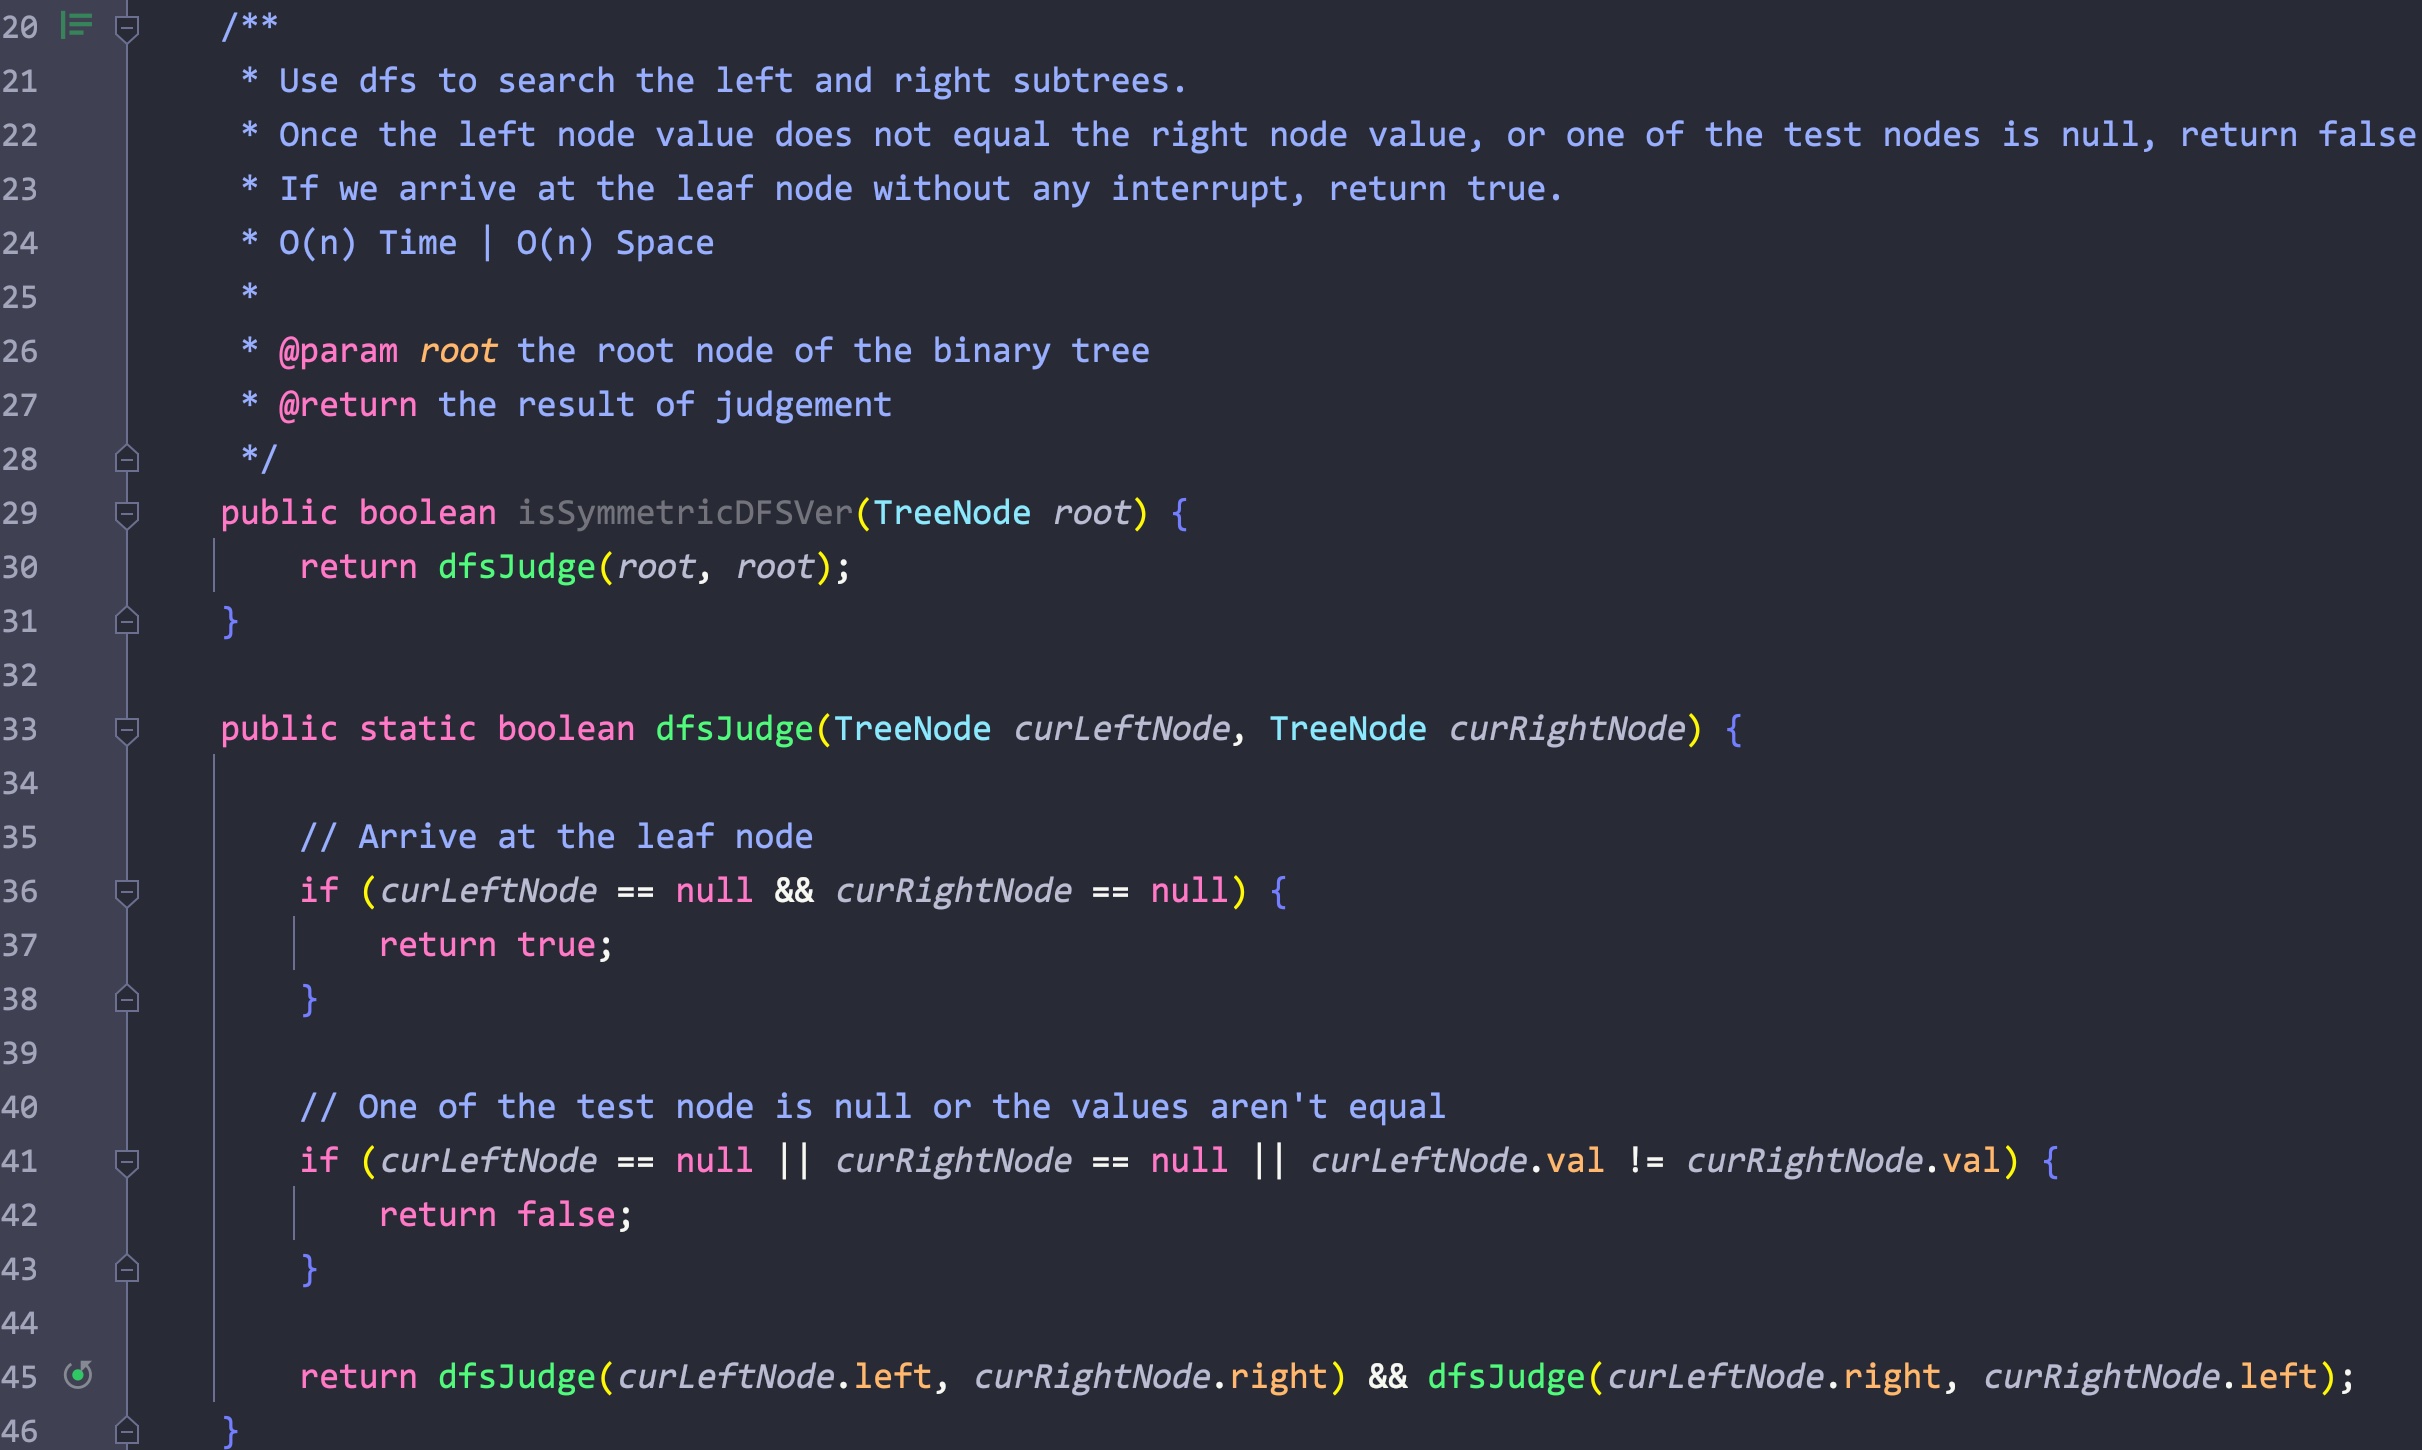 20 /**
21 * Use dfs to search the left and right subtrees.
22 * Once the left node value does not equal the right node value, or one of the test nodes is null, return false
23 * If we arrive at the leaf node without any interrupt, return true.
24 * O(n) Time | O(n) Space
25 *
26 * @param root the root node of the binary tree
27 * @return the result of judgement
28 */
29 public boolean isSymmetricDFSVer(TreeNode root) {
30 return dfsJudge(root, root);
31 }
32
33 public static boolean dfsJudge(TreeNode curLeftNode, TreeNode curRightNode) {
34
35 // Arrive at the leaf node
36 if (curLeftNode == null && curRightNode == null) {
37 return true;
38 }
39
40 // One of the test node is null or the values aren't equal
41 if (curLeftNode == null || curRightNode == null || curLeftNode.val != curRightNode.val) {
42 return false;
43 }
44
45 return dfsJudge(curLeftNode.left, curRightNode.right) && dfsJudge(curLeftNode.right, curRightNode.left);
46 }